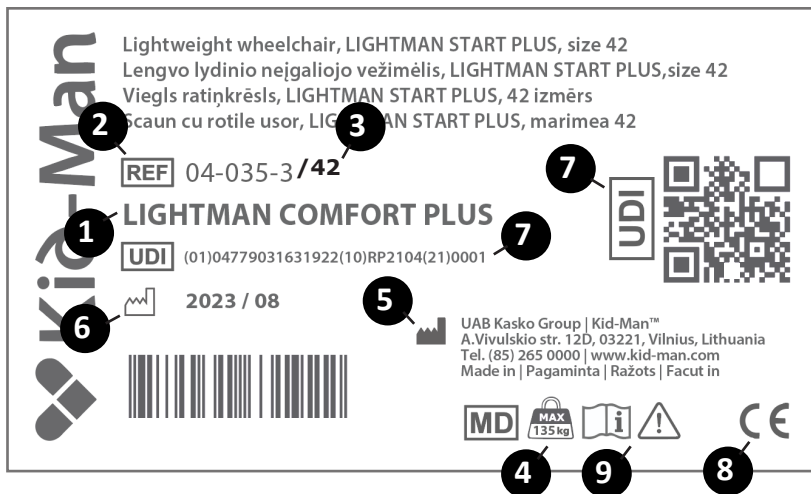 Kid-Man
Lightweight wheelchair, LIGHTMAN START PLUS, size 42
Lengvo lydinio neįgaliojo vežimėlis, LIGHTMAN START PLUS,size 42
Viegls ratiņkrēsls, LIGHTMAN START PLUS, 42 izmērs
Scaun cu rotile usor, LIGHTMAN START PLUS, marimea 42
2
3
REF 04-035-3/42
7
UDI
1
LIGHTMAN COMFORT PLUS
7
UDI (01)04779031631922(10)RP2104(21)0001
6
2023 / 08
5
UAB Kasko Group | Kid-Man™
A.Vivulskio str. 12D, 03221, Vilnius, Lithuania
Tel. (85) 265 0000 | www.kid-man.com
Made in | Pagaminta | Ražots | Facut in
MD
MAX
135kg
i
!
CE
4
9
8